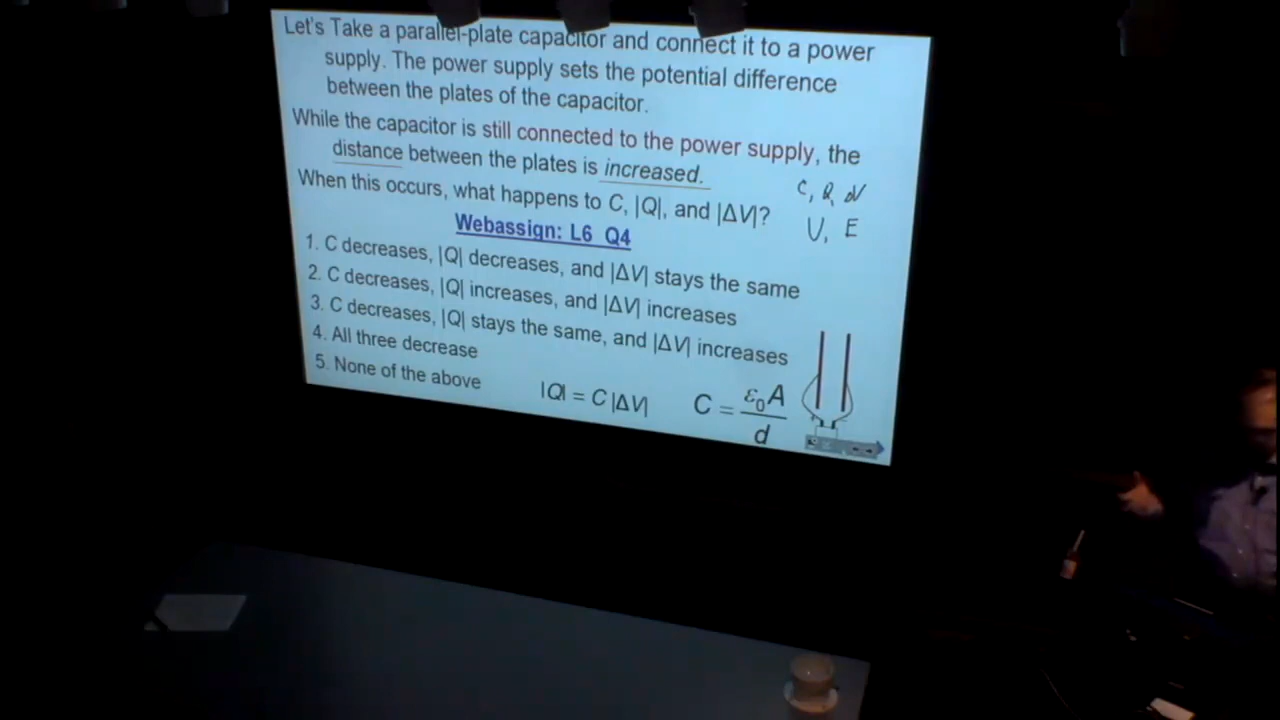 Let's Take a parallel-plate capacitor and connect it to a power
supply. The power supply sets the potential difference
between the plates of the capacitor.
While the capacitor is still connected to the power supply, the
distance between the plates is increased.
When this occurs, what happens to C, |Q|, and |ΔV|?
C, Q, ΔV
U, E
Webassign: L6 Q4
1. C decreases, |Q| decreases, and |ΔV| stays the same
2. C decreases, |Q| increases, and |ΔV| increases
3. C decreases, |Q| stays the same, and |ΔV| increases
4. All three decrease
5. None of the above
|Q| = C |ΔV|
C = ε₀A / d